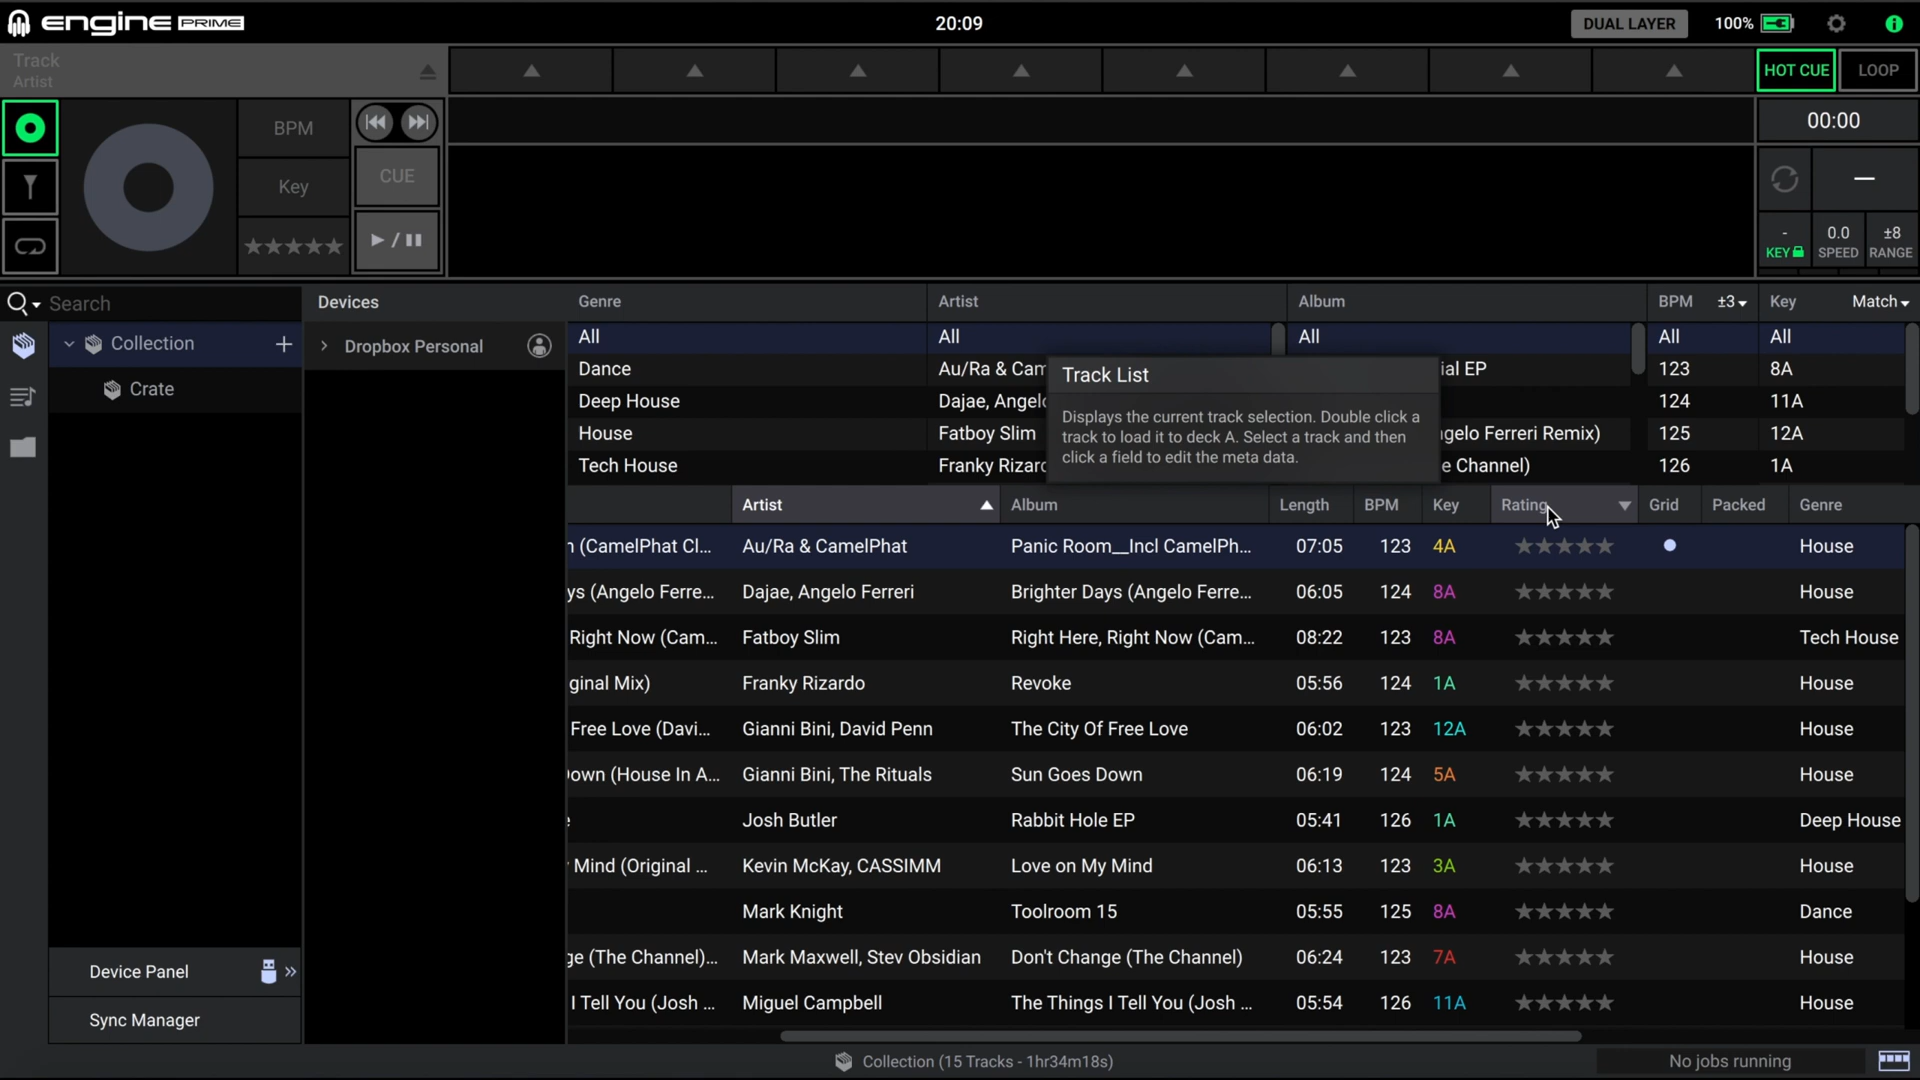 engine PRIME
20:09
DUAL LAYER
100%
Track
Artist
HOT CUE
LOOP
BPM
00:00
Key
CUE
-
KEY
0.0
SPEED
±8
RANGE
Search
Devices
Genre
Artist
Album
BPM
±3
Key
Match
Collection
Dropbox Personal
All
All
All
All
All
Crate
Dance
Au/Ra & Cam
ial EP
123
8A
Deep House
Dajae, Angelo
124
11A
House
Fatboy Slim
gelo Ferreri Remix)
125
12A
Tech House
Franky Rizard
e Channel)
126
1A
Track List
Displays the current track selection. Double click a
track to load it to deck A. Select a track and then
click a field to edit the meta data.
Artist
Album
Length
BPM
Key
Rating
Grid
Packed
Genre
(CamelPhat Cl...
Au/Ra & CamelPhat
Panic Room__Incl CamelPh...
07:05
123
4A
House
ys (Angelo Ferre...
Dajae, Angelo Ferreri
Brighter Days (Angelo Ferre...
06:05
124
8A
House
Right Now (Cam...
Fatboy Slim
Right Here, Right Now (Cam...
08:22
123
8A
Tech House
ginal Mix)
Franky Rizardo
Revoke
05:56
124
1A
House
Free Love (Davi...
Gianni Bini, David Penn
The City Of Free Love
06:02
123
12A
House
own (House In A...
Gianni Bini, The Rituals
Sun Goes Down
06:19
124
5A
House
Josh Butler
Rabbit Hole EP
05:41
126
1A
Deep House
Mind (Original ...
Kevin McKay, CASSIMM
Love on My Mind
06:13
123
3A
House
Mark Knight
Toolroom 15
05:55
125
8A
Dance
ge (The Channel)...
Mark Maxwell, Stev Obsidian
Don't Change (The Channel)
06:24
123
7A
House
I Tell You (Josh ...
Miguel Campbell
The Things I Tell You (Josh ...
05:54
126
11A
House
Device Panel
Sync Manager
Collection (15 Tracks - 1hr34m18s)
No jobs running